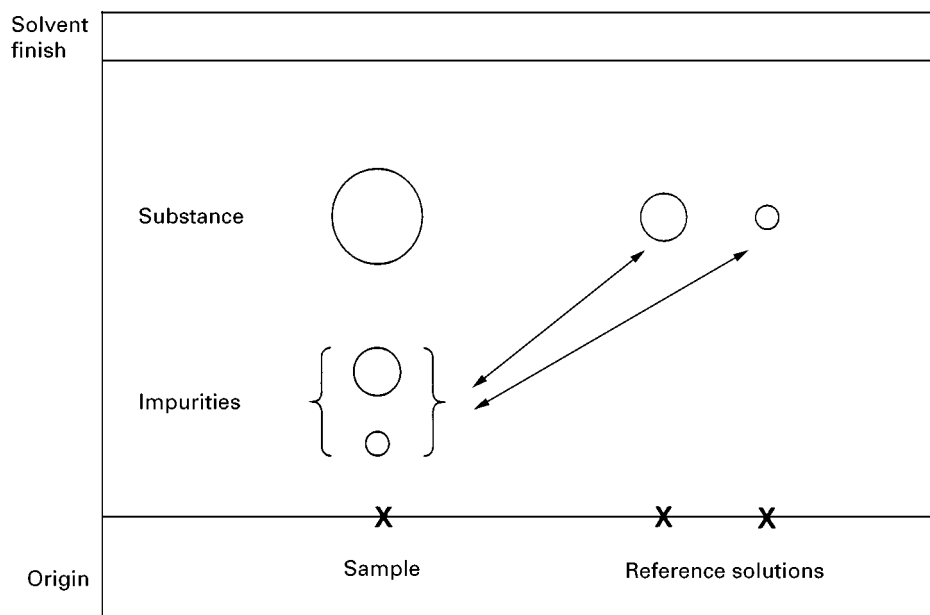 Solvent
finish
Substance
Impurities
X X X
Sample
Reference solutions
Origin